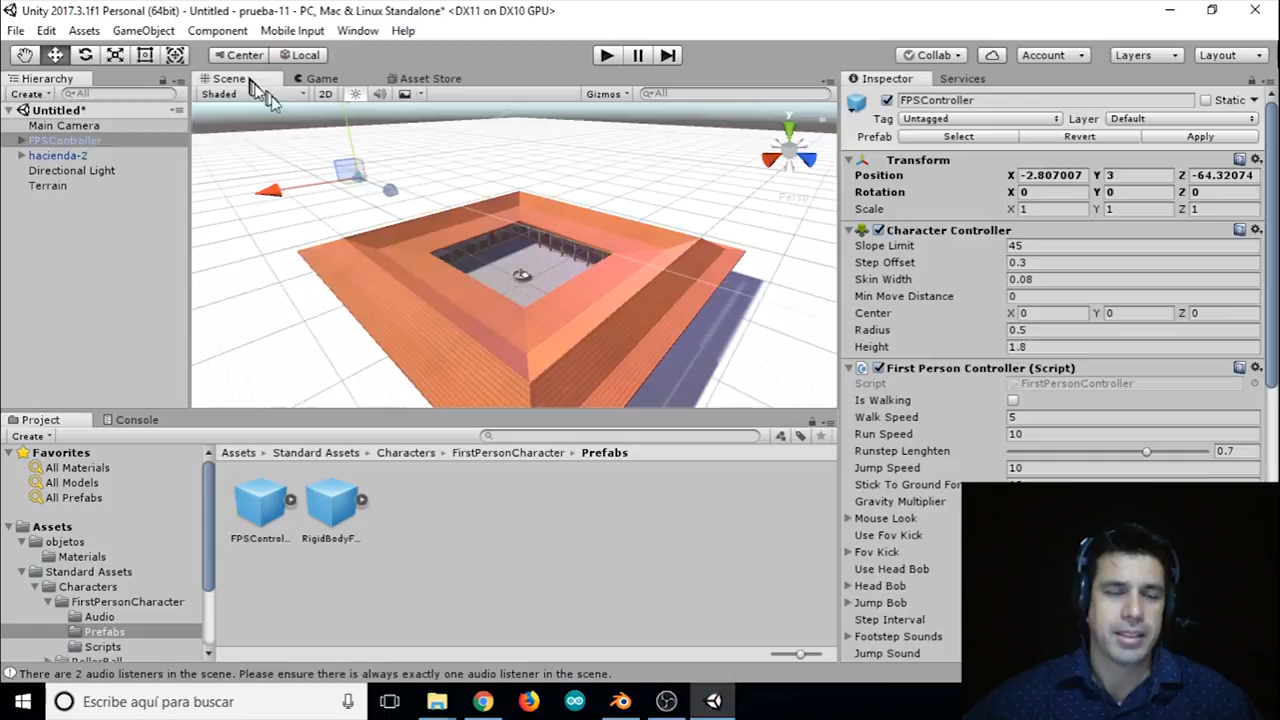 Unity 2017.3.1f1 Personal (64bit) - Untitled - prueba-11 - PC, Mac & Linux Standalone* <DX11 on DX10 GPU>
File Edit Assets GameObject Component Mobile Input Window Help
Center Local Collab Account Layers Layout
Hierarchy Scene Game Asset Store Inspector Services
Create All Shaded 2D Gizmos All FPSController Static
Untitled*
Main Camera
FPSController
hacienda-2
Directional Light
Terrain
y
Persp
Tag Untagged Layer Default
Prefab Select Revert Apply
Transform
Position X -2.807007 Y 3 Z -64.32074
Rotation X 0 Y 0 Z 0
Scale X 1 Y 1 Z 1
Character Controller
Slope Limit 45
Step Offset 0.3
Skin Width 0.08
Min Move Distance 0
Center X 0 Y 0 Z 0
Radius 0.5
Height 1.8
First Person Controller (Script)
Script FirstPersonController
Is Walking
Walk Speed 5
Run Speed 10
Runstep Lenghten 0.7
Jump Speed 10
Stick To Ground For
Gravity Multiplier
Mouse Look
Use Fov Kick
Fov Kick
Use Head Bob
Head Bob
Jump Bob
Step Interval
Footstep Sounds
Jump Sound
Project Console
Create
Favorites
All Materials
All Models
All Prefabs
Assets
objetos
Materials
Standard Assets
Characters
FirstPersonCharacter
Audio
Prefabs
Scripts
RollerBall
Assets Standard Assets Characters FirstPersonCharacter Prefabs
FPSControl... RigidBodyF...
There are 2 audio listeners in the scene. Please ensure there is always exactly one audio listener in the scene.
Escribe aquí para buscar